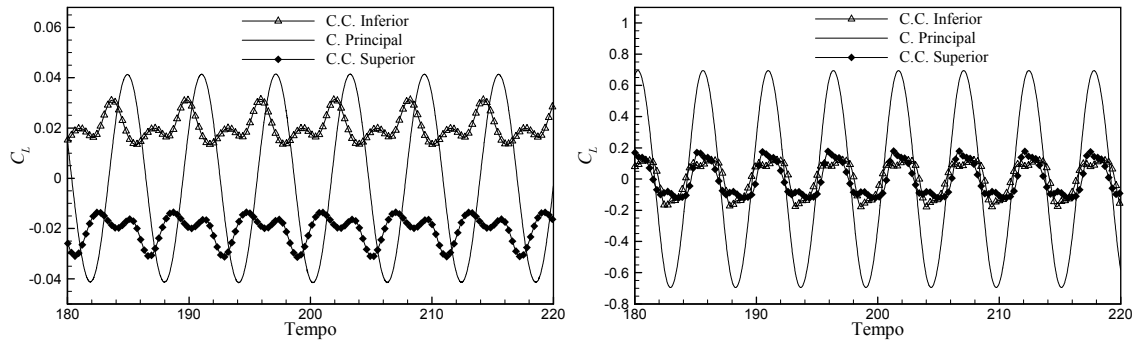 0.06
0.04
0.02
0
-0.02
-0.04
C_L
C.C. Inferior
C. Principal
C.C. Superior
180
190
200
210
220
Tempo
1
0.8
0.6
0.4
0.2
0
-0.2
-0.4
-0.6
-0.8
C_L
C.C. Inferior
C. Principal
C.C. Superior
180
190
200
210
220
Tempo